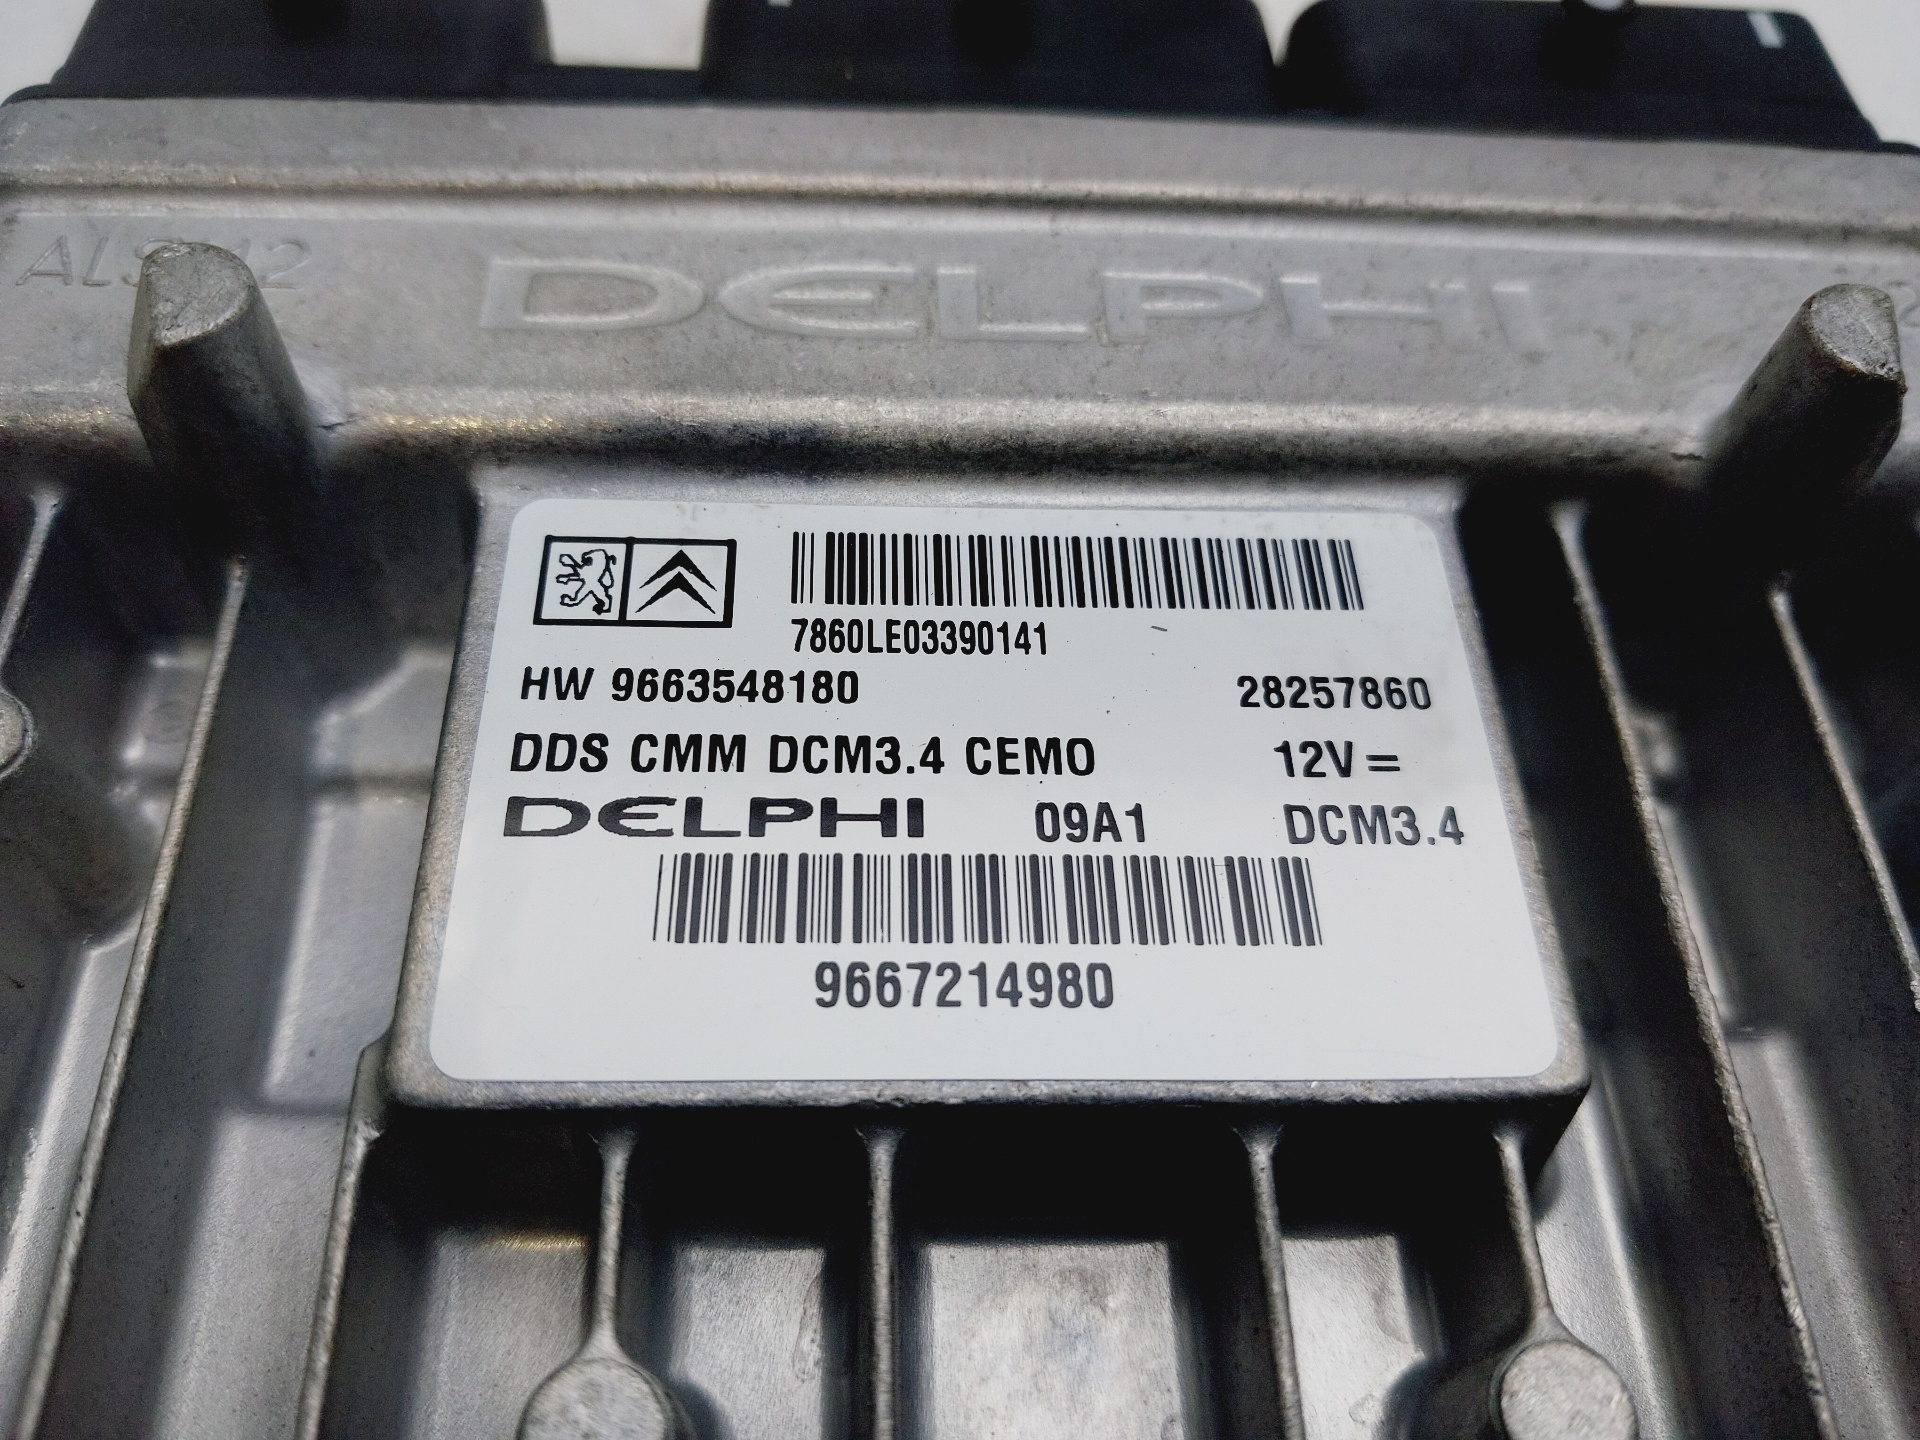 DELPHI
7860LE03390141
HW 9663548180 28257860
DDS CMM DCM3.4 CEMO 12V =
DELPHI 09A1 DCM3.4
9667214980